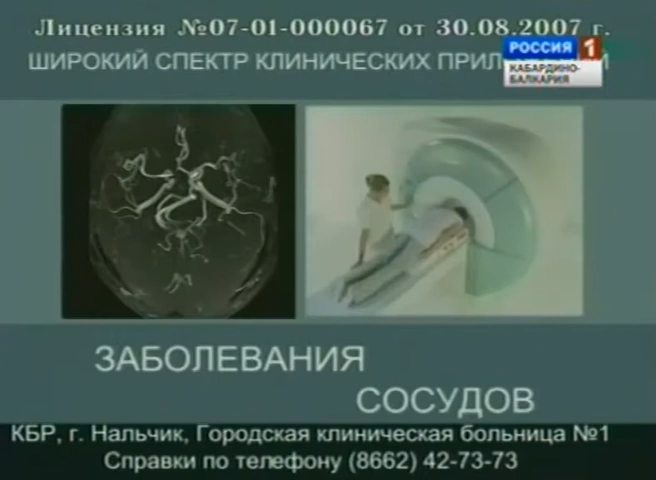 Лицензия №07-01-000067 от 30.08.2007 г.
ШИРОКИЙ СПЕКТР КЛИНИЧЕСКИХ
РОССИЯ 1
КАБАРДИНО-
БАЛКАРИЯ
ЗАБОЛЕВАНИЯ
СОСУДОВ
КБР, г. Нальчик, Городская клиническая больница №1
Справки по телефону (8662) 42-73-73